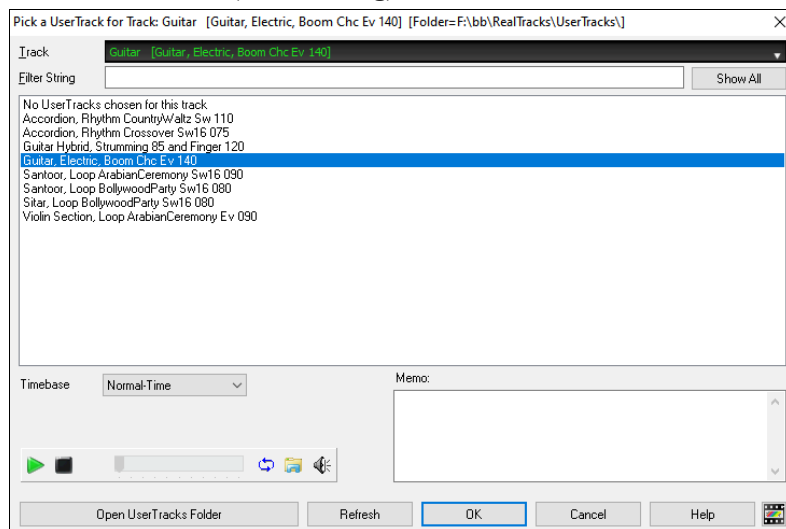 Pick a UserTrack for Track: Guitar [Guitar, Electric, Boom Chc Ev 140] [Folder=F:\bb\RealTracks\UserTracks\]
Track Guitar [Guitar, Electric, Boom Chc Ev 140]
Filter String Show All
No UserTracks chosen for this track
Accordion, Rhythm CountryWaltz Sw 110
Accordion, Rhythm Crossover Sw16 075
Guitar Hybrid, Strumming 85 and Finger 120
Guitar, Electric, Boom Chc Ev 140
Santoor, Loop ArabianCeremony Sw16 090
Santoor, Loop BollywoodParty Sw16 080
Sitar, Loop BollywoodParty Sw16 080
Violin Section, Loop ArabianCeremony Ev 090
Timebase Normal-Time Memo:
Open UserTracks Folder Refresh OK Cancel Help